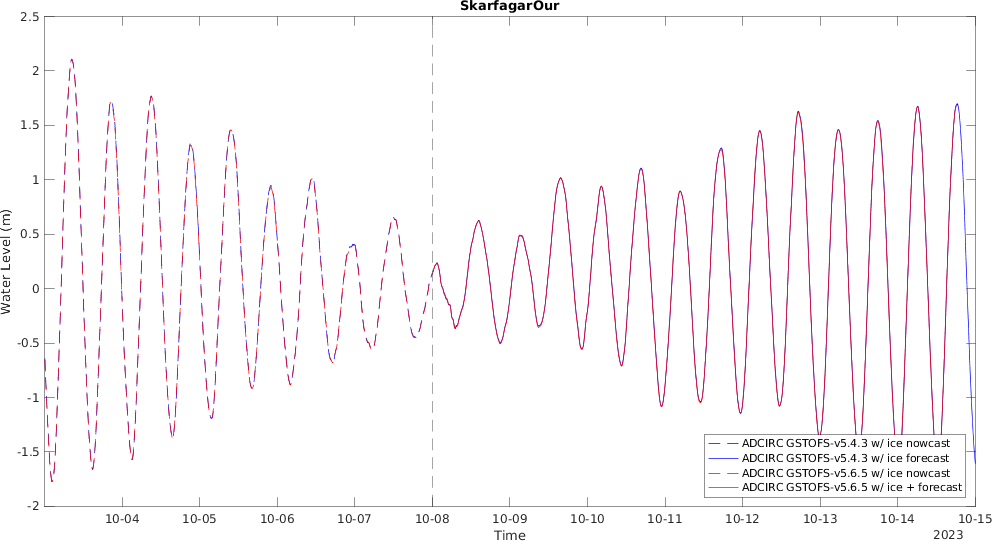 SkarfagarOur
2.5
2
1.5
1
0.5
0
-0.5
-1
-1.5
-2
Water Level (m)
10-04 10-05 10-06 10-07 10-08 10-09 10-10 10-11 10-12 10-13 10-14 10-15
Time
2023
ADCIRC GSTOFS-v5.4.3 w/ ice nowcast
ADCIRC GSTOFS-v5.4.3 w/ ice forecast
ADCIRC GSTOFS-v5.6.5 w/ ice nowcast
ADCIRC GSTOFS-v5.6.5 w/ ice + forecast